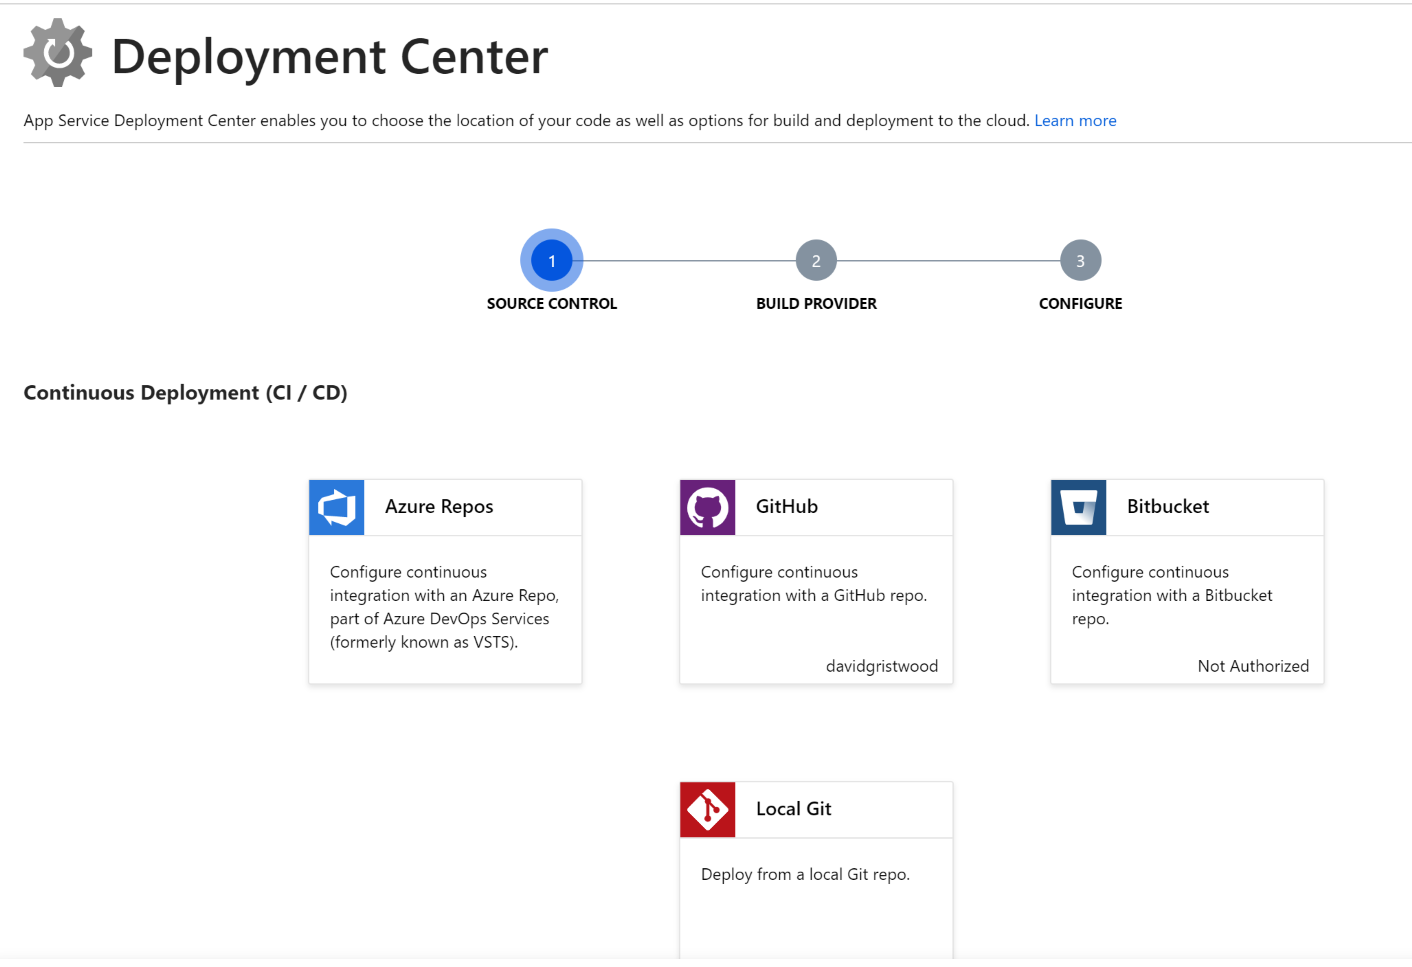 Deployment Center
App Service Deployment Center enables you to choose the location of your code as well as options for build and deployment to the cloud. Learn more
1
2
3
SOURCE CONTROL
BUILD PROVIDER
CONFIGURE
Continuous Deployment (CI / CD)
Azure Repos
Configure continuous
integration with an Azure Repo,
part of Azure DevOps Services
(formerly known as VSTS).
GitHub
Configure continuous
integration with a GitHub repo.
davidgristwood
Bitbucket
Configure continuous
integration with a Bitbucket
repo.
Not Authorized
Local Git
Deploy from a local Git repo.